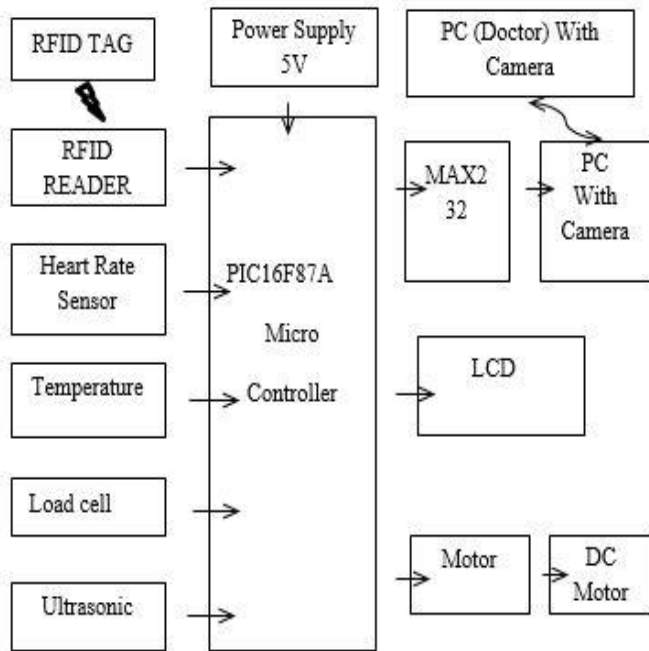 RFID TAG
Power Supply
5V
PC (Doctor) With
Camera
RFID
READER
MAX2
32
PC
With
Camera
Heart Rate
Sensor
PIC16F87A
Micro
Controller
LCD
Temperature
Load cell
Motor
DC
Motor
Ultrasonic